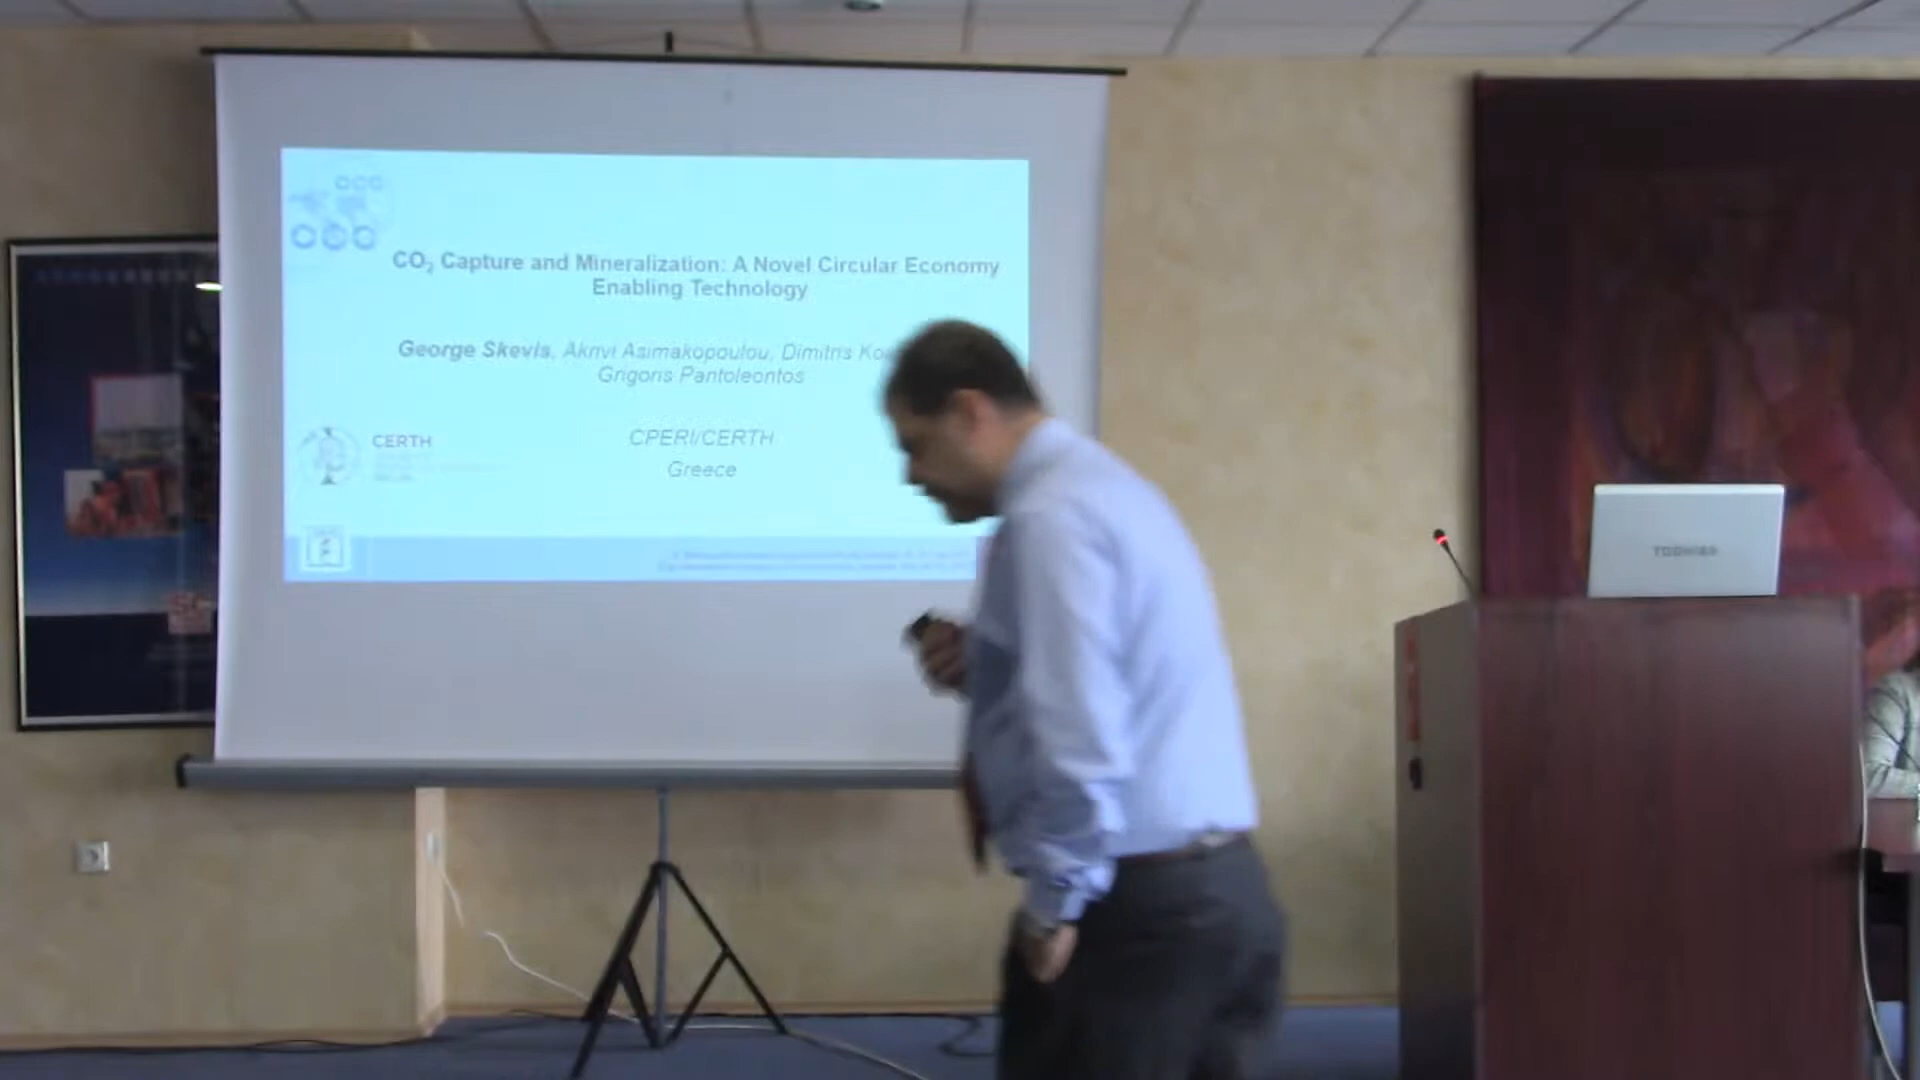 CO2 Capture and Mineralization: A Novel Circular Economy
Enabling Technology
George Skevis, Akrivi Asimakopoulou, Dimitris
Grigoris Pantoleontos
CERTH
CPERI/CERTH
Greece
TOSHIBA